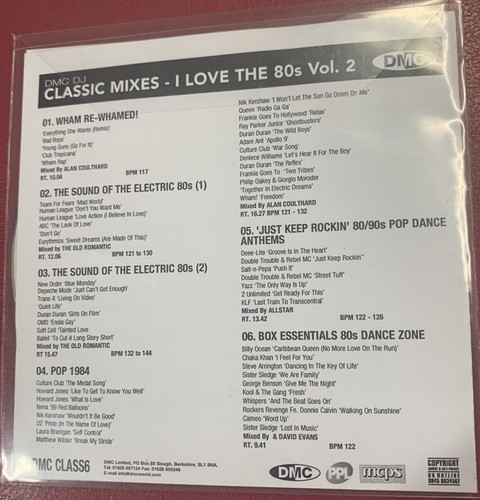 DMC DJ
CLASSIC MIXES - I LOVE THE 80s Vol. 2
DMC
01. WHAM RE-WHAMED!
'Everything She Wants (Remix)'
'Bad Boys'
'Young Guns (Go For It)'
'Club Tropicana'
'Wham Rap'
Mixed By ALAN COULTHARD
RT. 10.04 BPM 117
02. THE SOUND OF THE ELECTRIC 80s (1)
Tears For Fears 'Mad World'
Human League 'Don't You Want Me'
Human League 'Love Action (I Believe In Love)
ABC 'The Look Of Love'
'Don't Go'
Eurythmics 'Sweet Dreams (Are Made Of This)'
Mixed by THE OLD ROMANTIC
RT. 12.06 BPM 121 to 130
03. THE SOUND OF THE ELECTRIC 80s (2)
New Order 'Blue Monday'
Depeche Mode 'Just Can't Get Enough'
Trans-X 'Living On Video'
'Quiet Life'
Duran Duran 'Girls On Film'
OMD 'Enola Gay'
Soft Cell 'Tainted Love
Ballet 'To Cut A Long Story Short'
Mixed by THE OLD ROMANTIC
RT 15.47 BPM 132 to 144
04. POP 1984
Culture Club 'The Medal Song'
Howard Jones 'Like To Get To Know You Well'
Howard Jones 'What Is Love'
Nena '99 Red Balloons'
Nik Kershaw 'Wouldn't It Be Good'
U2 'Pride (In The Name Of Love)'
Laura Branigan 'Self Control'
Matthew Wilder 'Break My Stride'
Nik Kershaw 'I Won't Let The Sun Go Down On Me'
Queen 'Radio Ga Ga'
Frankie Goes To Hollywood 'Relax'
Ray Parker Junior 'Ghostbusters'
Duran Duran 'The Wild Boys'
Adam Ant 'Apollo 9'
Culture Club 'War Song'
Deniece Williams 'Let's Hear It For The Boy'
Duran Duran 'The Reflex'
Frankie Goes To 'Two Tribes'
Philip Oakey & Giorgio Moroder
'Together In Electric Dreams'
Wham! 'Freedom'
Mixed By ALAN COULTHARD
RT. 16.27 BPM 121 - 132
05. 'JUST KEEP ROCKIN' 80/90s POP DANCE
ANTHEMS
Deee-Lite 'Groove Is In The Heart'
Double Trouble & Rebel MC 'Just Keep Rockin''
Salt-n-Pepa 'Push It'
Double Trouble & Rebel MC 'Street Tuff'
Yazz 'The Only Way Is Up'
2 Unlimited 'Get Ready For This'
KLF 'Last Train To Transcentral'
Mixed By ALLSTAR
RT. 13.42 BPM 122 - 126
06. BOX ESSENTIALS 80s DANCE ZONE
Billy Ocean 'Caribbean Queen (No More Love On The Run)'
Chaka Khan 'I Feel For You'
Steve Arrington 'Dancing In The Key Of Life'
Sister Sledge 'We Are Family'
George Benson 'Give Me The Night'
Kool & The Gang 'Fresh'
Whispers 'And The Beat Goes On'
Rockers Revenge Ft. Donnie Calvin 'Walking On Sunshine'
Cameo 'Word Up'
Sister Sledge 'Lost In Music'
Mixed By & DAVID EVANS
RT. 9.41 BPM 122
DMC CLASS6
DMC Limited, PO Box 89 Slough, Berkshire, SL1 8NA.
DMC
PPL
mcps
COPYRIGHT